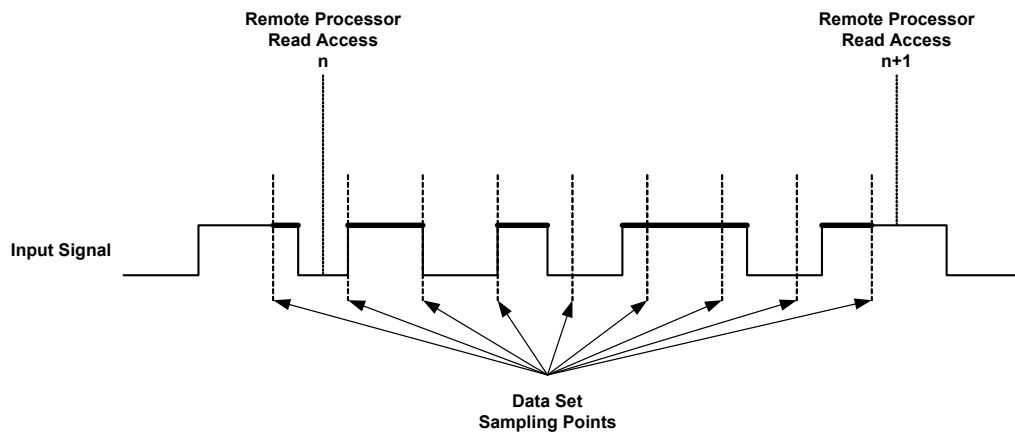 Remote Processor
Read Access
n
Remote Processor
Read Access
n+1
Input Signal
Data Set
Sampling Points